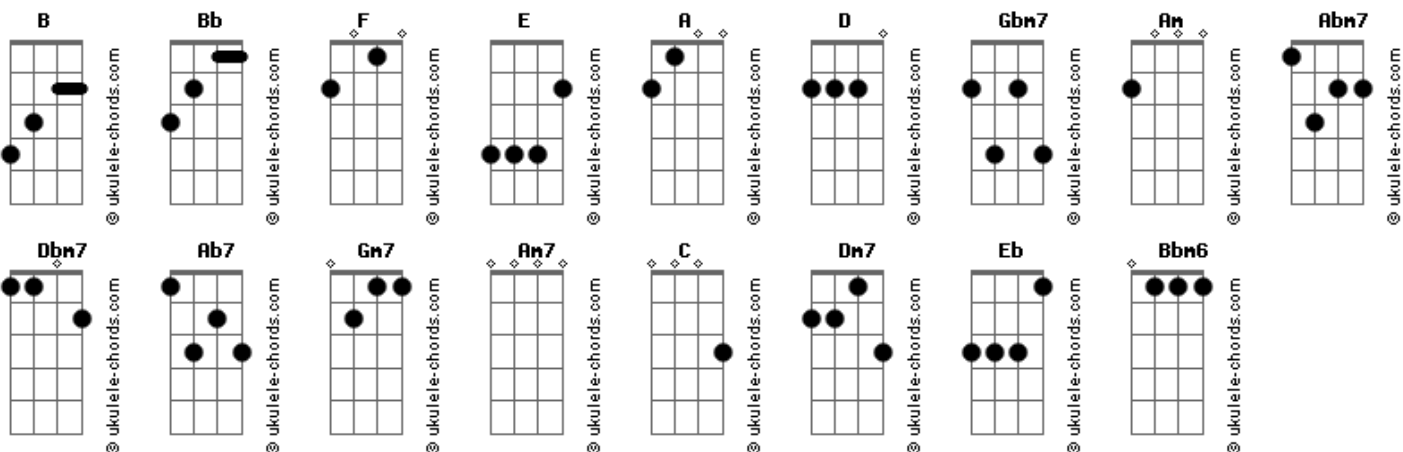 B Bb F E A D Gbm7 Am Abm7
© ukulele-chords.com © ukulele-chords.com © ukulele-chords.com © ukulele-chords.com © ukulele-chords.com © ukulele-chords.com © ukulele-chords.com © ukulele-chords.com © ukulele-chords.com
Dbm7 Ab7 Gm7 Am7 C Dm7 Eb Bbm6
© ukulele-chords.com © ukulele-chords.com © ukulele-chords.com © ukulele-chords.com © ukulele-chords.com © ukulele-chords.com © ukulele-chords.com © ukulele-chords.com